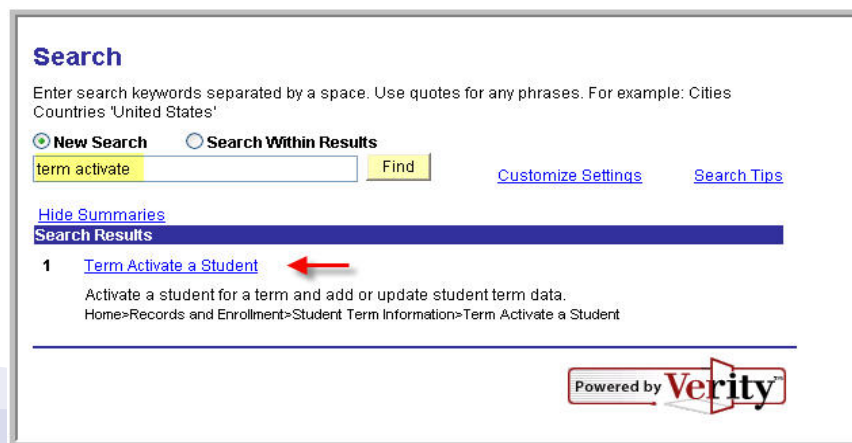 Search
Enter search keywords separated by a space. Use quotes for any phrases. For example: Cities
Countries 'United States'
New Search Search Within Results
term activate Find Customize Settings Search Tips
Hide Summaries
Search Results
1 Term Activate a Student
Activate a student for a term and add or update student term data.
Home>Records and Enrollment>Student Term Information>Term Activate a Student
Powered by Verity™